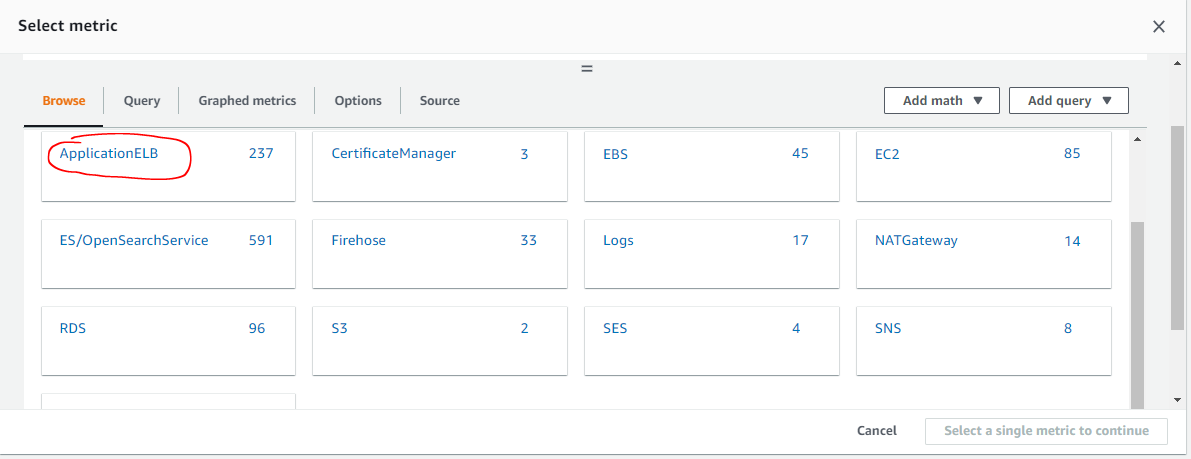 Select metric
Browse Query Graphed metrics Options Source Add math Add query
ApplicationELB 237 CertificateManager 3 EBS 45 EC2 85
ES/OpenSearchService 591 Firehose 33 Logs 17 NATGateway 14
RDS 96 S3 2 SES 4 SNS 8
Cancel Select a single metric to continue